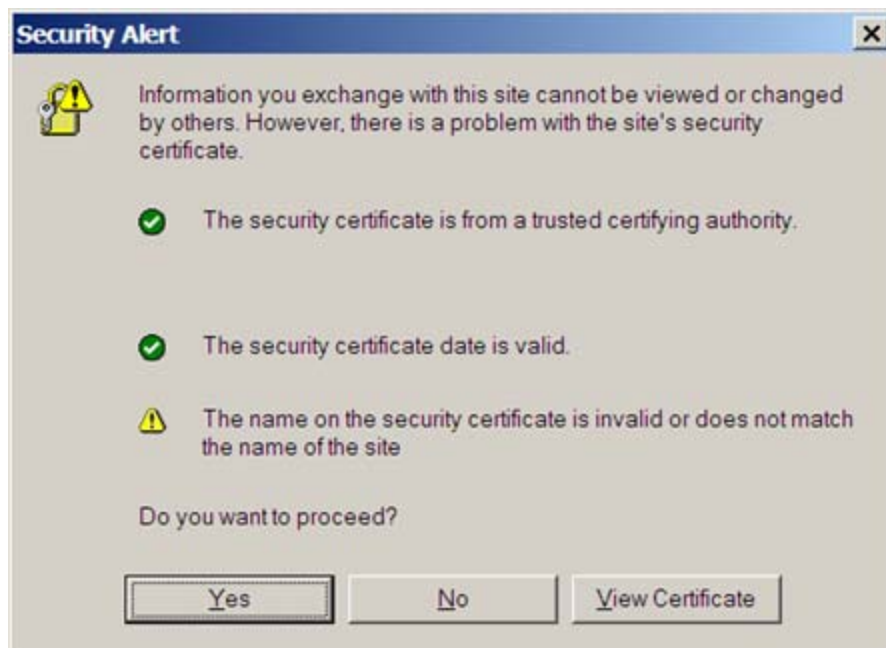 Security Alert
Information you exchange with this site cannot be viewed or changed
by others. However, there is a problem with the site's security
certificate.
The security certificate is from a trusted certifying authority.
The security certificate date is valid.
The name on the security certificate is invalid or does not match
the name of the site
Do you want to proceed?
Yes No View Certificate